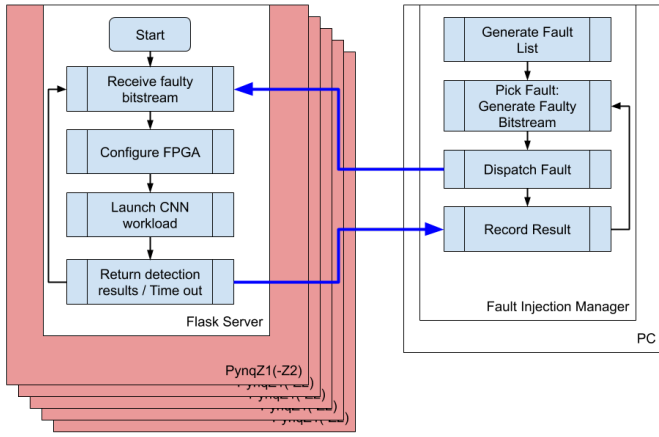 Start
Receive faulty
bitstream
Configure FPGA
Launch CNN
workload
Return detection
results / Time out
Flask Server
PynqZ1(-Z2)
Generate Fault
List
Pick Fault:
Generate Faulty
Bitstream
Dispatch Fault
Record Result
Fault Injection Manager
PC